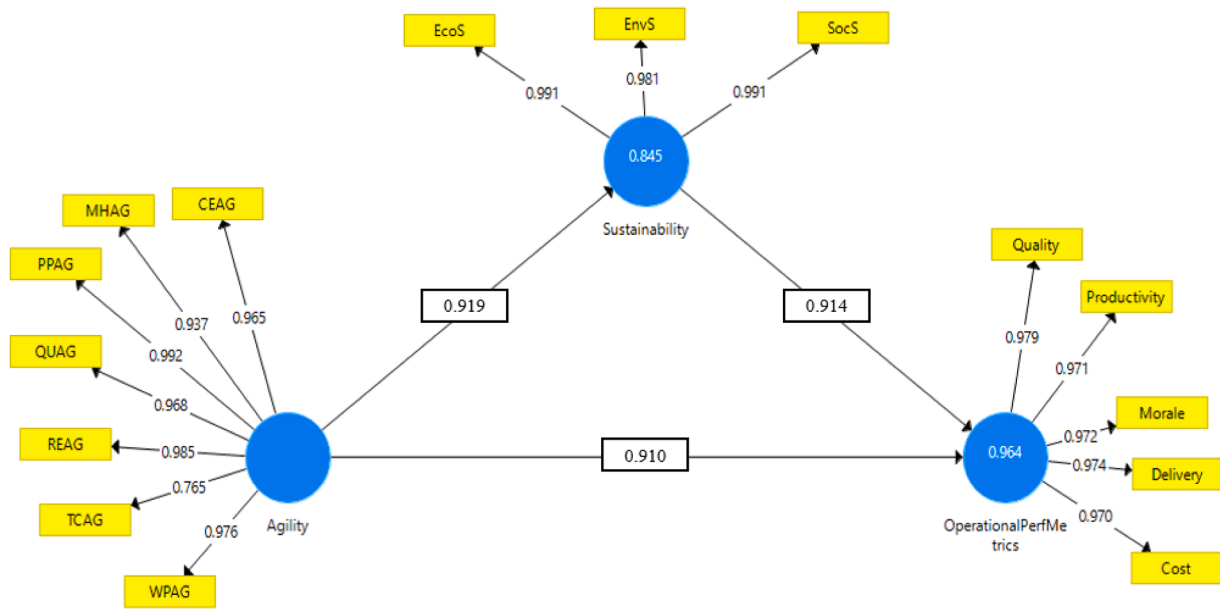 EcoS
EnvS
SocS
0.991
0.981
0.991
0.845
Sustainability
MHAG
CEAG
PPAG
QUAG
REAG
TCAG
WPAG
0.937
0.965
0.992
0.968
0.985
0.765
0.976
Agility
0.919
0.914
0.910
Quality
Productivity
Morale
Delivery
Cost
0.979
0.971
0.972
0.974
0.970
0.964
OperationalPerfMe
trics